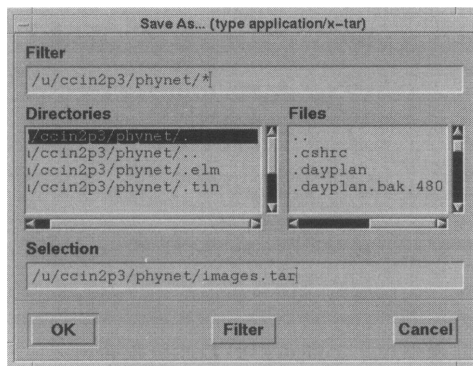 Save As... (type application/x-tar)
Filter
/u/ccin2p3/phynet/*
Directories
/ccin2p3/phynet/.
/ccin2p3/phynet/..
/ccin2p3/phynet/.elm
/ccin2p3/phynet/.tin
Files
..
.cshrc
.dayplan
.dayplan.bak.480
Selection
/u/ccin2p3/phynet/images.tar
OK
Filter
Cancel